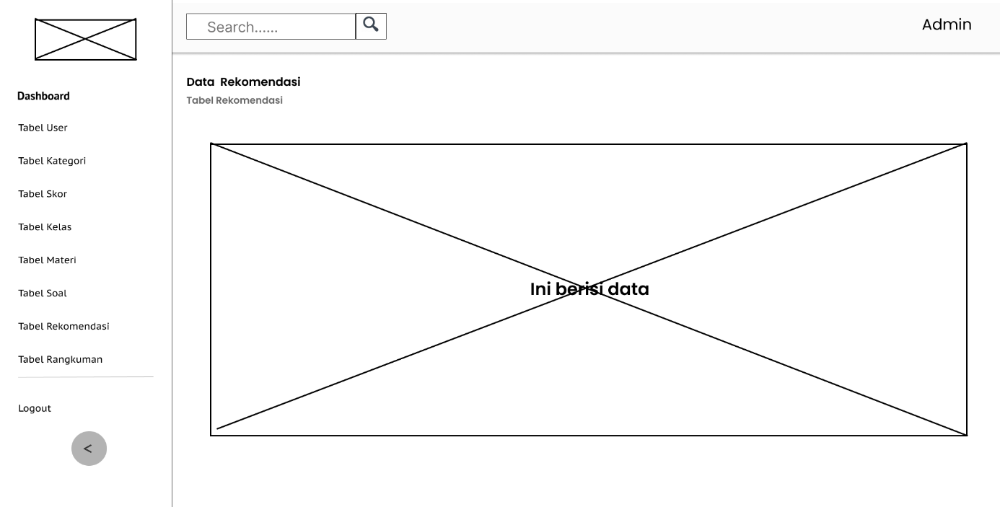 Search......
Admin
Dashboard
Tabel User
Tabel Kategori
Tabel Skor
Tabel Kelas
Tabel Materi
Tabel Soal
Tabel Rekomendasi
Tabel Rangkuman
Logout
<
Data Rekomendasi
Tabel Rekomendasi
Ini berisi data